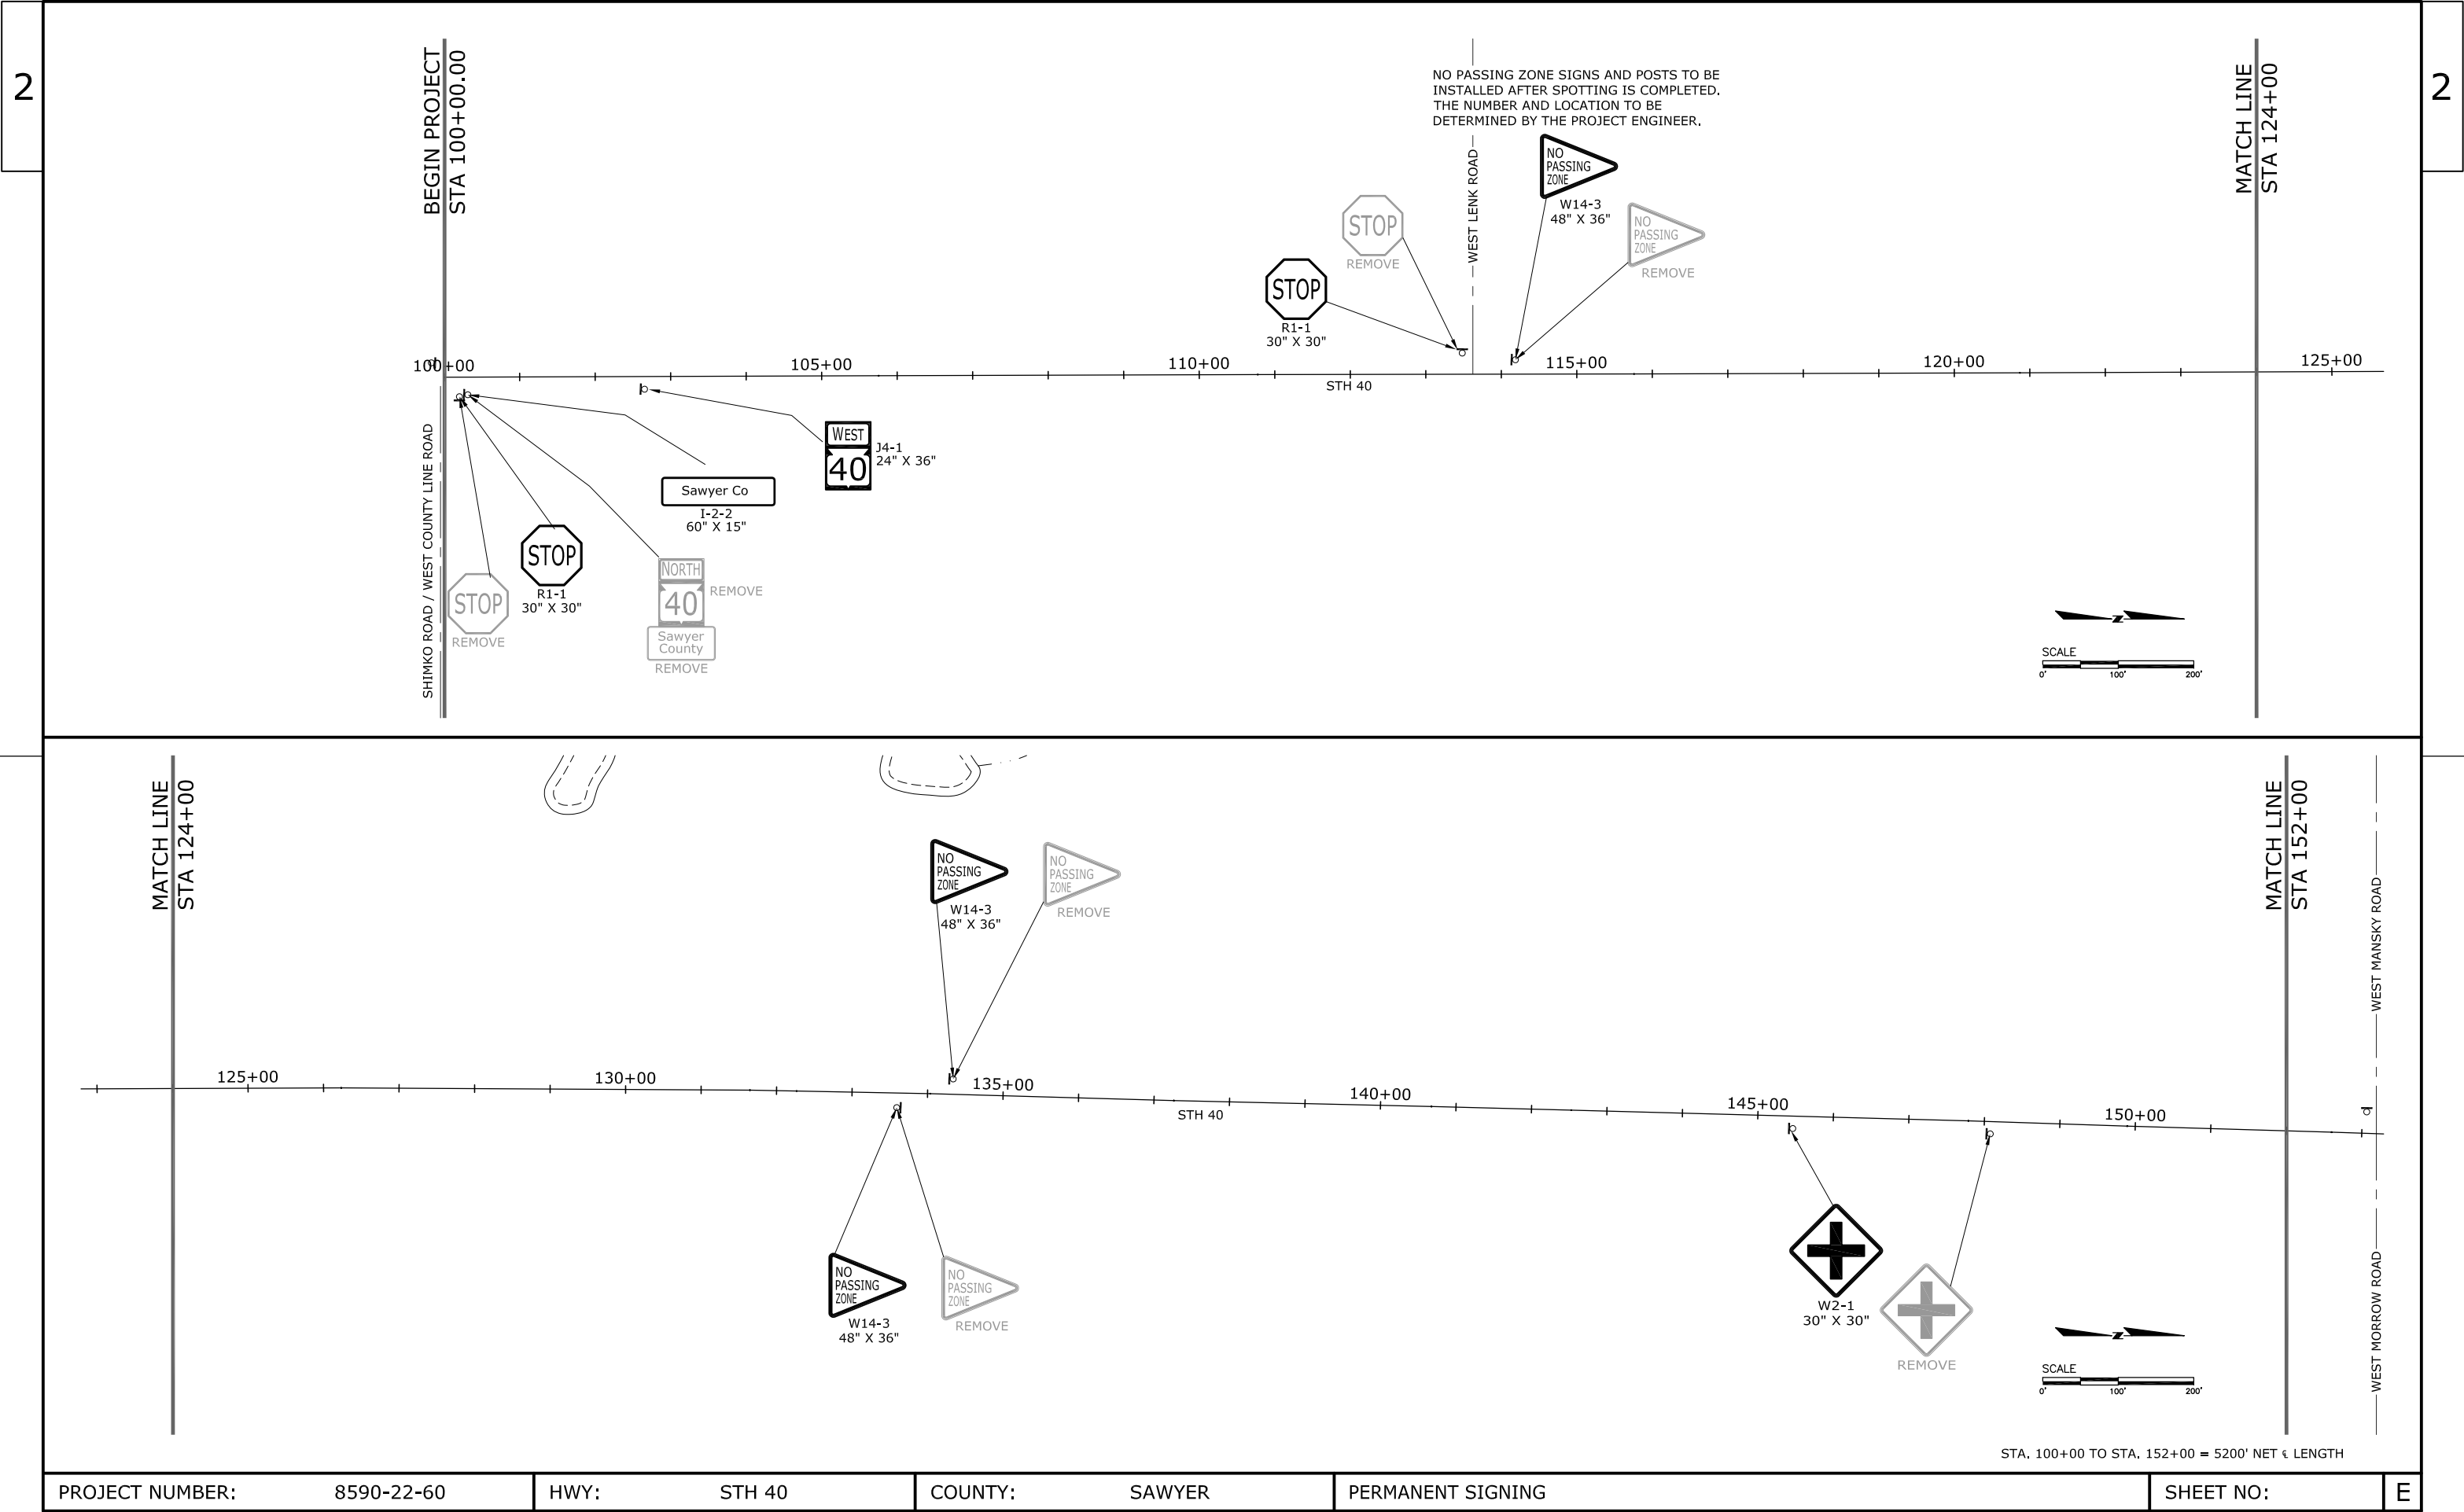 2
2
BEGIN PROJECT
STA 100+00.00
MATCH LINE
STA 124+00
NO PASSING ZONE SIGNS AND POSTS TO BE
INSTALLED AFTER SPOTTING IS COMPLETED.
THE NUMBER AND LOCATION TO BE
DETERMINED BY THE PROJECT ENGINEER.
WEST LENK ROAD
NO
PASSING
ZONE
W14-3
48" X 36"
NO
PASSING
ZONE
REMOVE
STOP
REMOVE
STOP
R1-1
30" X 30"
100+00
105+00
110+00
115+00
120+00
125+00
STH 40
SHIMKO ROAD / WEST COUNTY LINE ROAD
WEST
40
J4-1
24" X 36"
Sawyer Co
I-2-2
60" X 15"
STOP
R1-1
30" X 30"
STOP
REMOVE
NORTH
40
REMOVE
Sawyer
County
REMOVE
N
SCALE
0'
100'
200'
MATCH LINE
STA 124+00
MATCH LINE
STA 152+00
WEST MANSKY ROAD
NO
PASSING
ZONE
W14-3
48" X 36"
NO
PASSING
ZONE
REMOVE
125+00
130+00
135+00
140+00
145+00
150+00
STH 40
NO
PASSING
ZONE
W14-3
48" X 36"
NO
PASSING
ZONE
REMOVE
W2-1
30" X 30"
REMOVE
WEST MORROW ROAD
N
SCALE
0'
100'
200'
STA. 100+00 TO STA. 152+00 = 5200' NET ℄ LENGTH
PROJECT NUMBER: 8590-22-60
HWY: STH 40
COUNTY: SAWYER
PERMANENT SIGNING
SHEET NO:
E